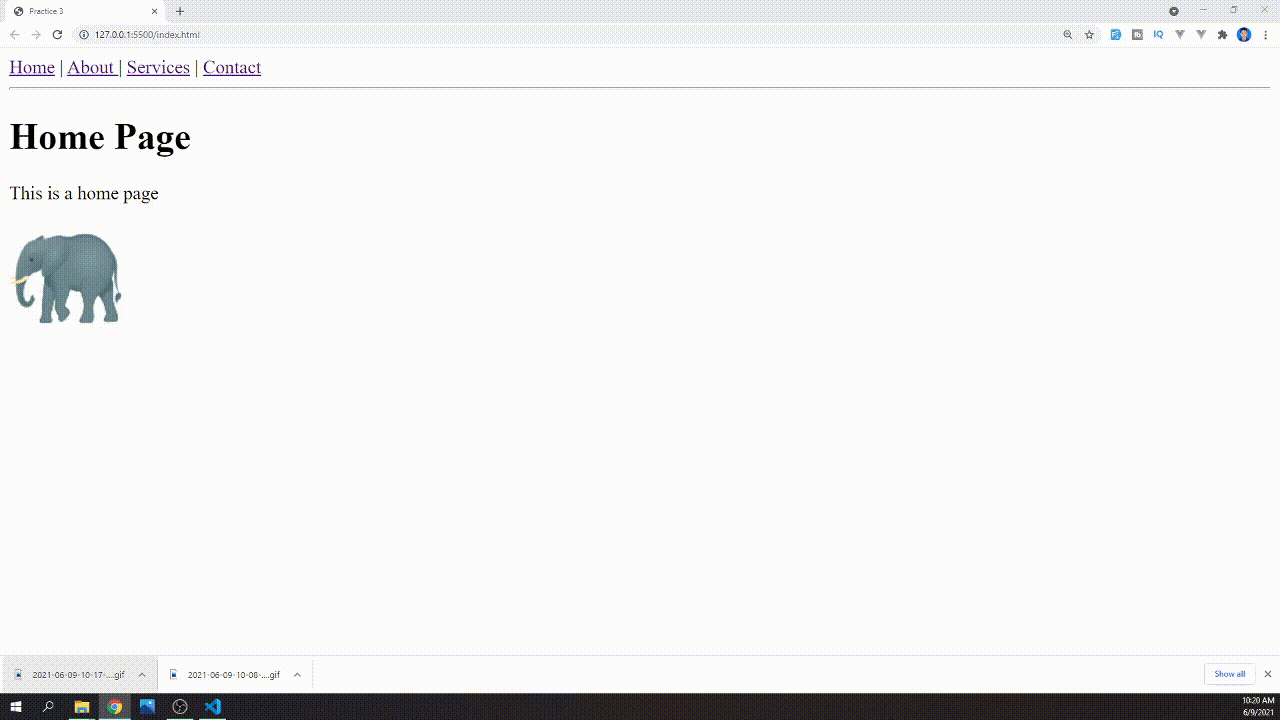 Practice 3
127.0.0.1:5500/index.html
IQ
Home | About | Services | Contact
Home Page
This is a home page
2021-06-09-10-17-....gif
2021-06-09-10-08-....gif
Show all
10:20 AM
6/9/2021